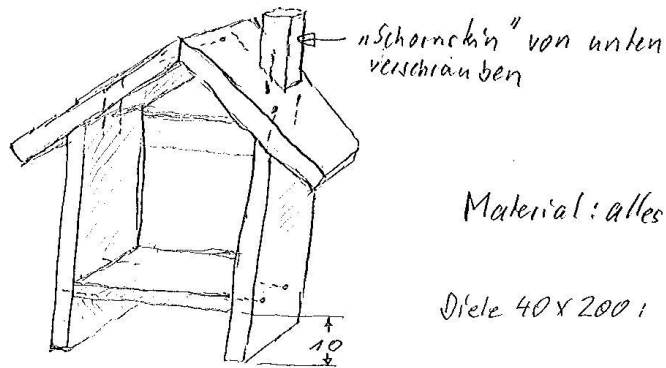 „Schornstein" von unten
verschrauben
Material: alles
Diele 40 x 200
10